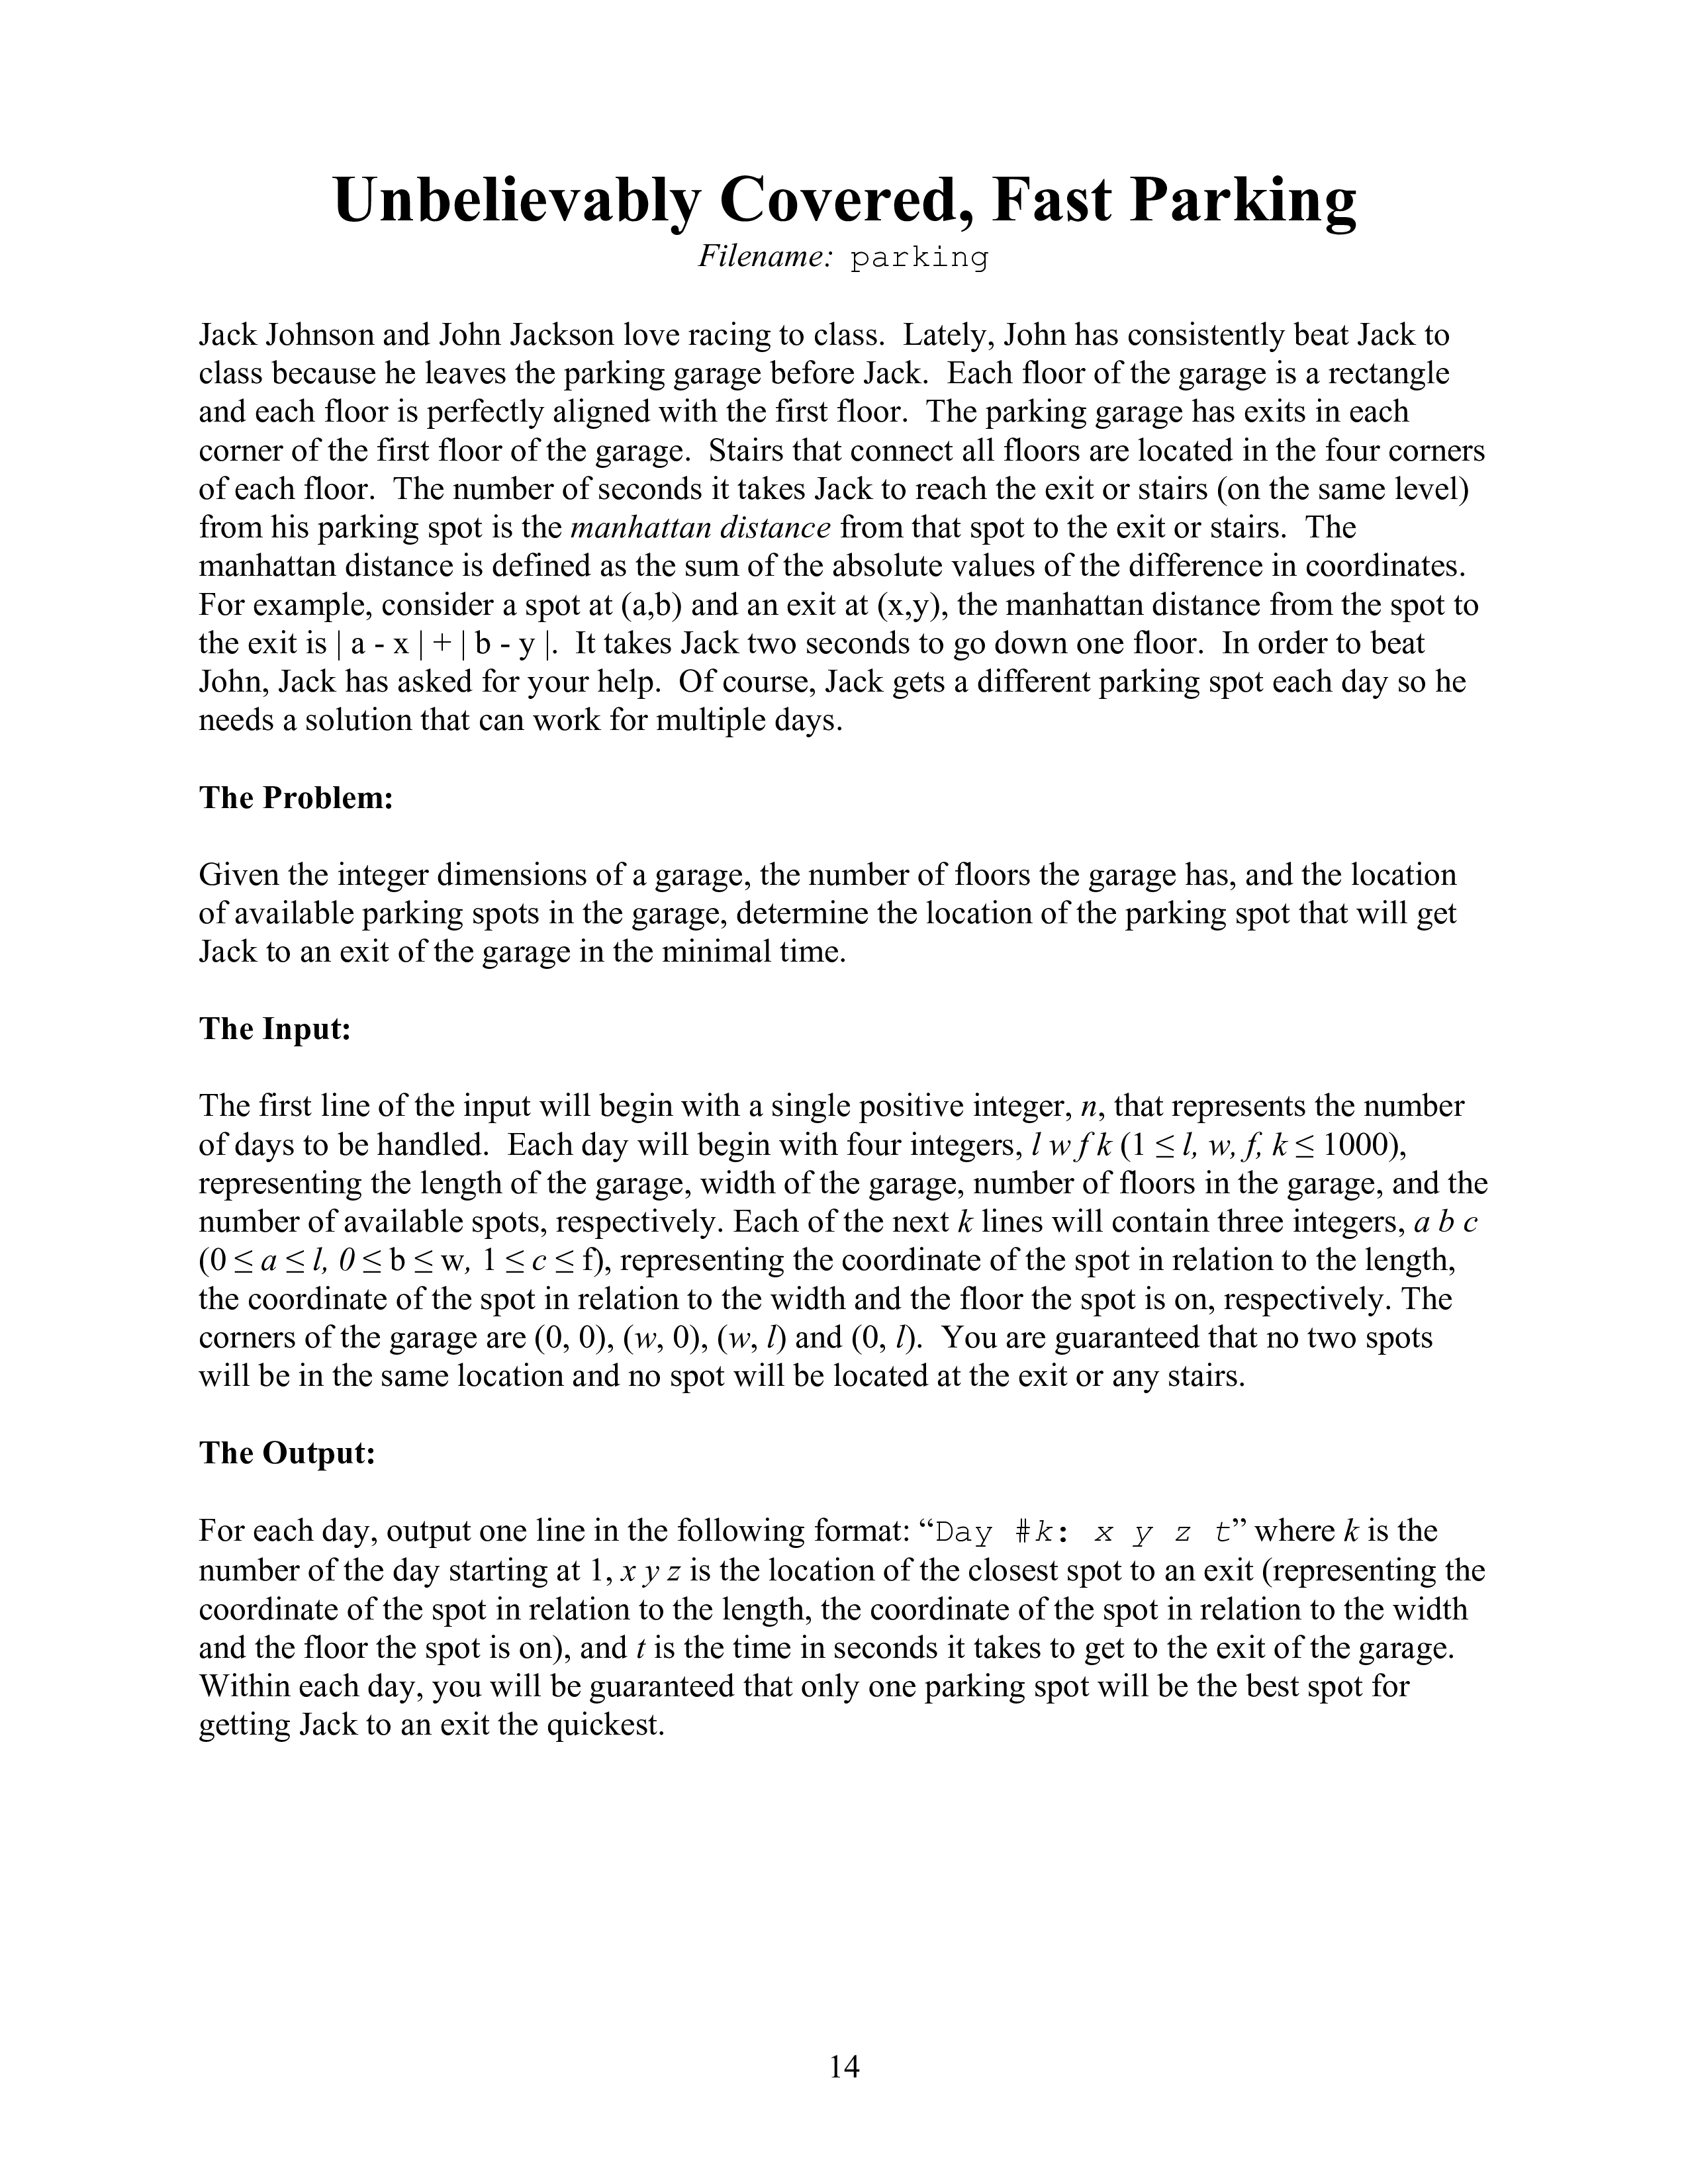 Unbelievably Covered, Fast Parking
Filename: parking
Jack Johnson and John Jackson love racing to class. Lately, John has consistently beat Jack to
class because he leaves the parking garage before Jack. Each floor of the garage is a rectangle
and each floor is perfectly aligned with the first floor. The parking garage has exits in each
corner of the first floor of the garage. Stairs that connect all floors are located in the four corners
of each floor. The number of seconds it takes Jack to reach the exit or stairs (on the same level)
from his parking spot is the manhattan distance from that spot to the exit or stairs. The
manhattan distance is defined as the sum of the absolute values of the difference in coordinates.
For example, consider a spot at (a,b) and an exit at (x,y), the manhattan distance from the spot to
the exit is | a - x | + | b - y |. It takes Jack two seconds to go down one floor. In order to beat
John, Jack has asked for your help. Of course, Jack gets a different parking spot each day so he
needs a solution that can work for multiple days.
The Problem:
Given the integer dimensions of a garage, the number of floors the garage has, and the location
of available parking spots in the garage, determine the location of the parking spot that will get
Jack to an exit of the garage in the minimal time.
The Input:
The first line of the input will begin with a single positive integer, n, that represents the number
of days to be handled. Each day will begin with four integers, l w f k (1 ≤ l, w, f, k ≤ 1000),
representing the length of the garage, width of the garage, number of floors in the garage, and the
number of available spots, respectively. Each of the next k lines will contain three integers, a b c
(0 ≤ a ≤ l, 0 ≤ b ≤ w, 1 ≤ c ≤ f), representing the coordinate of the spot in relation to the length,
the coordinate of the spot in relation to the width and the floor the spot is on, respectively. The
corners of the garage are (0, 0), (w, 0), (w, l) and (0, l). You are guaranteed that no two spots
will be in the same location and no spot will be located at the exit or any stairs.
The Output:
For each day, output one line in the following format: “Day #k: x y z t” where k is the
number of the day starting at 1, x y z is the location of the closest spot to an exit (representing the
coordinate of the spot in relation to the length, the coordinate of the spot in relation to the width
and the floor the spot is on), and t is the time in seconds it takes to get to the exit of the garage.
Within each day, you will be guaranteed that only one parking spot will be the best spot for
getting Jack to an exit the quickest.
14